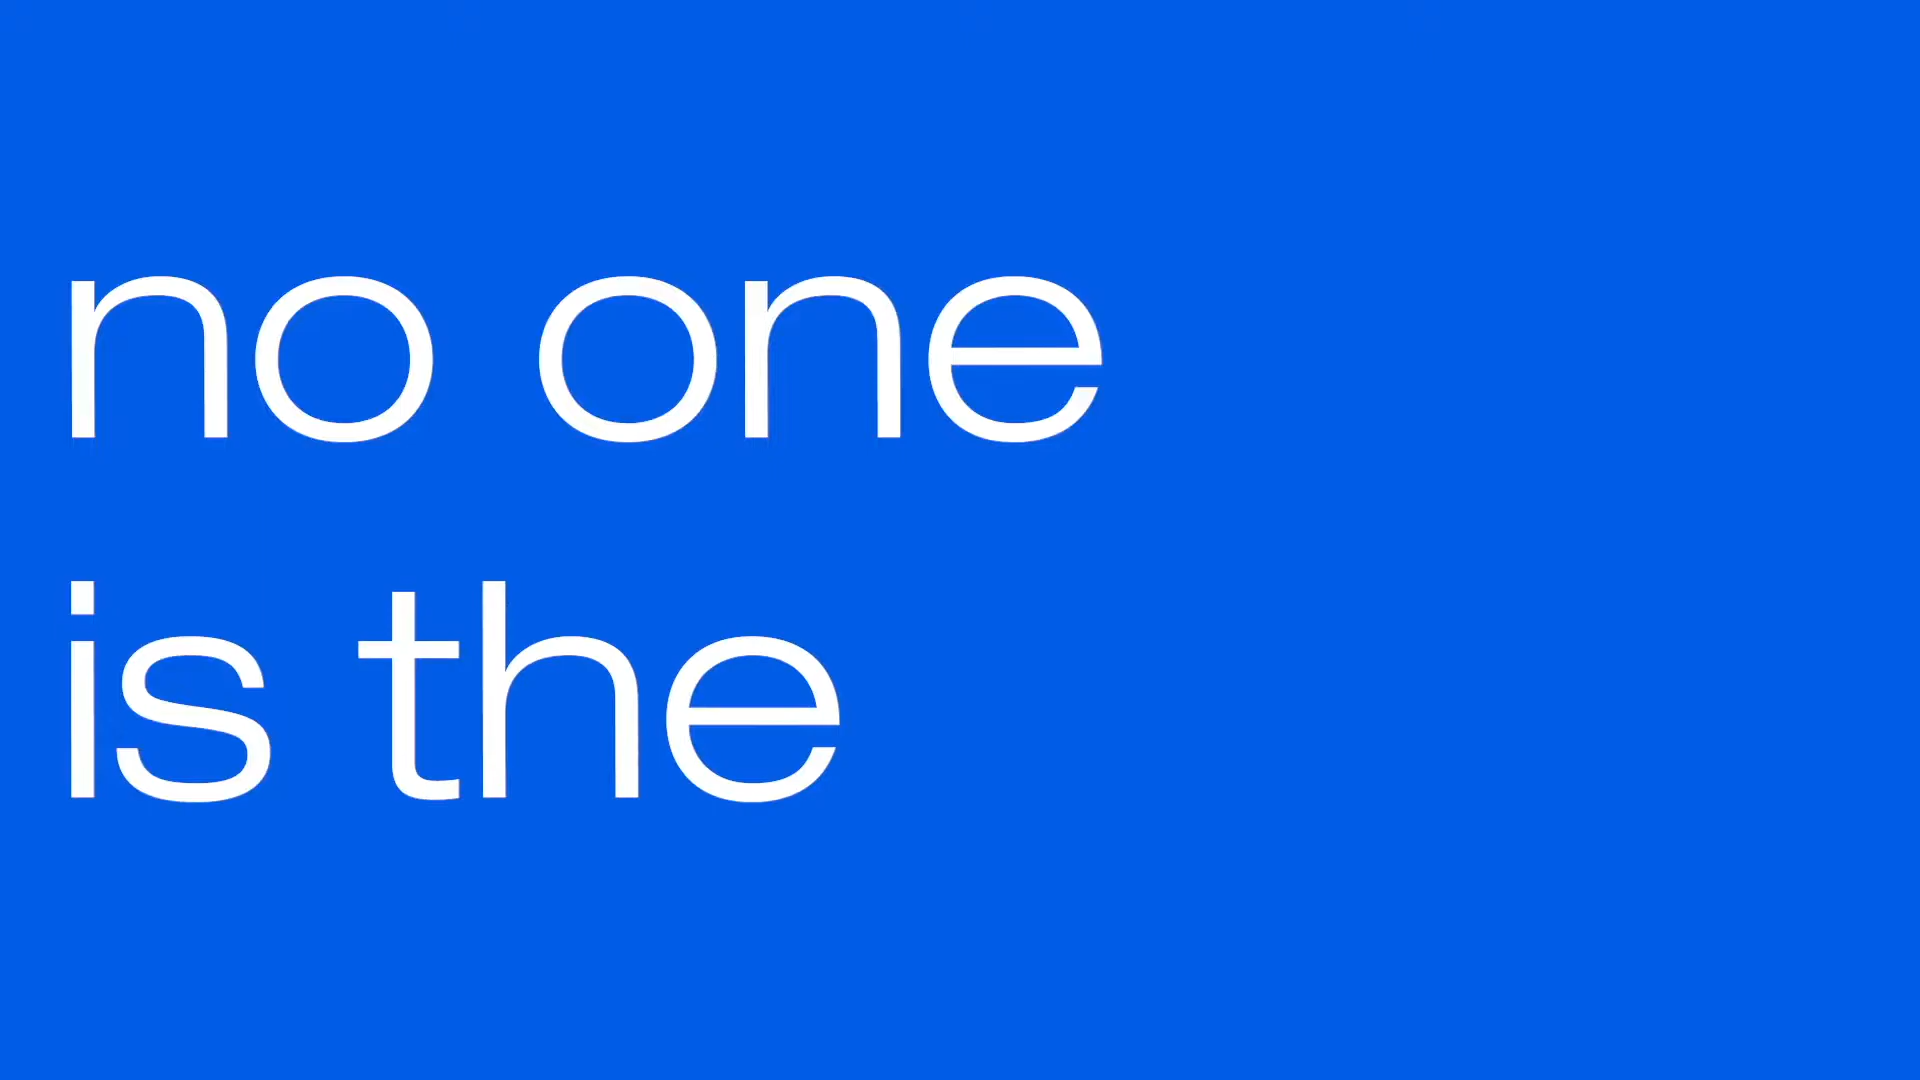 no one
is the